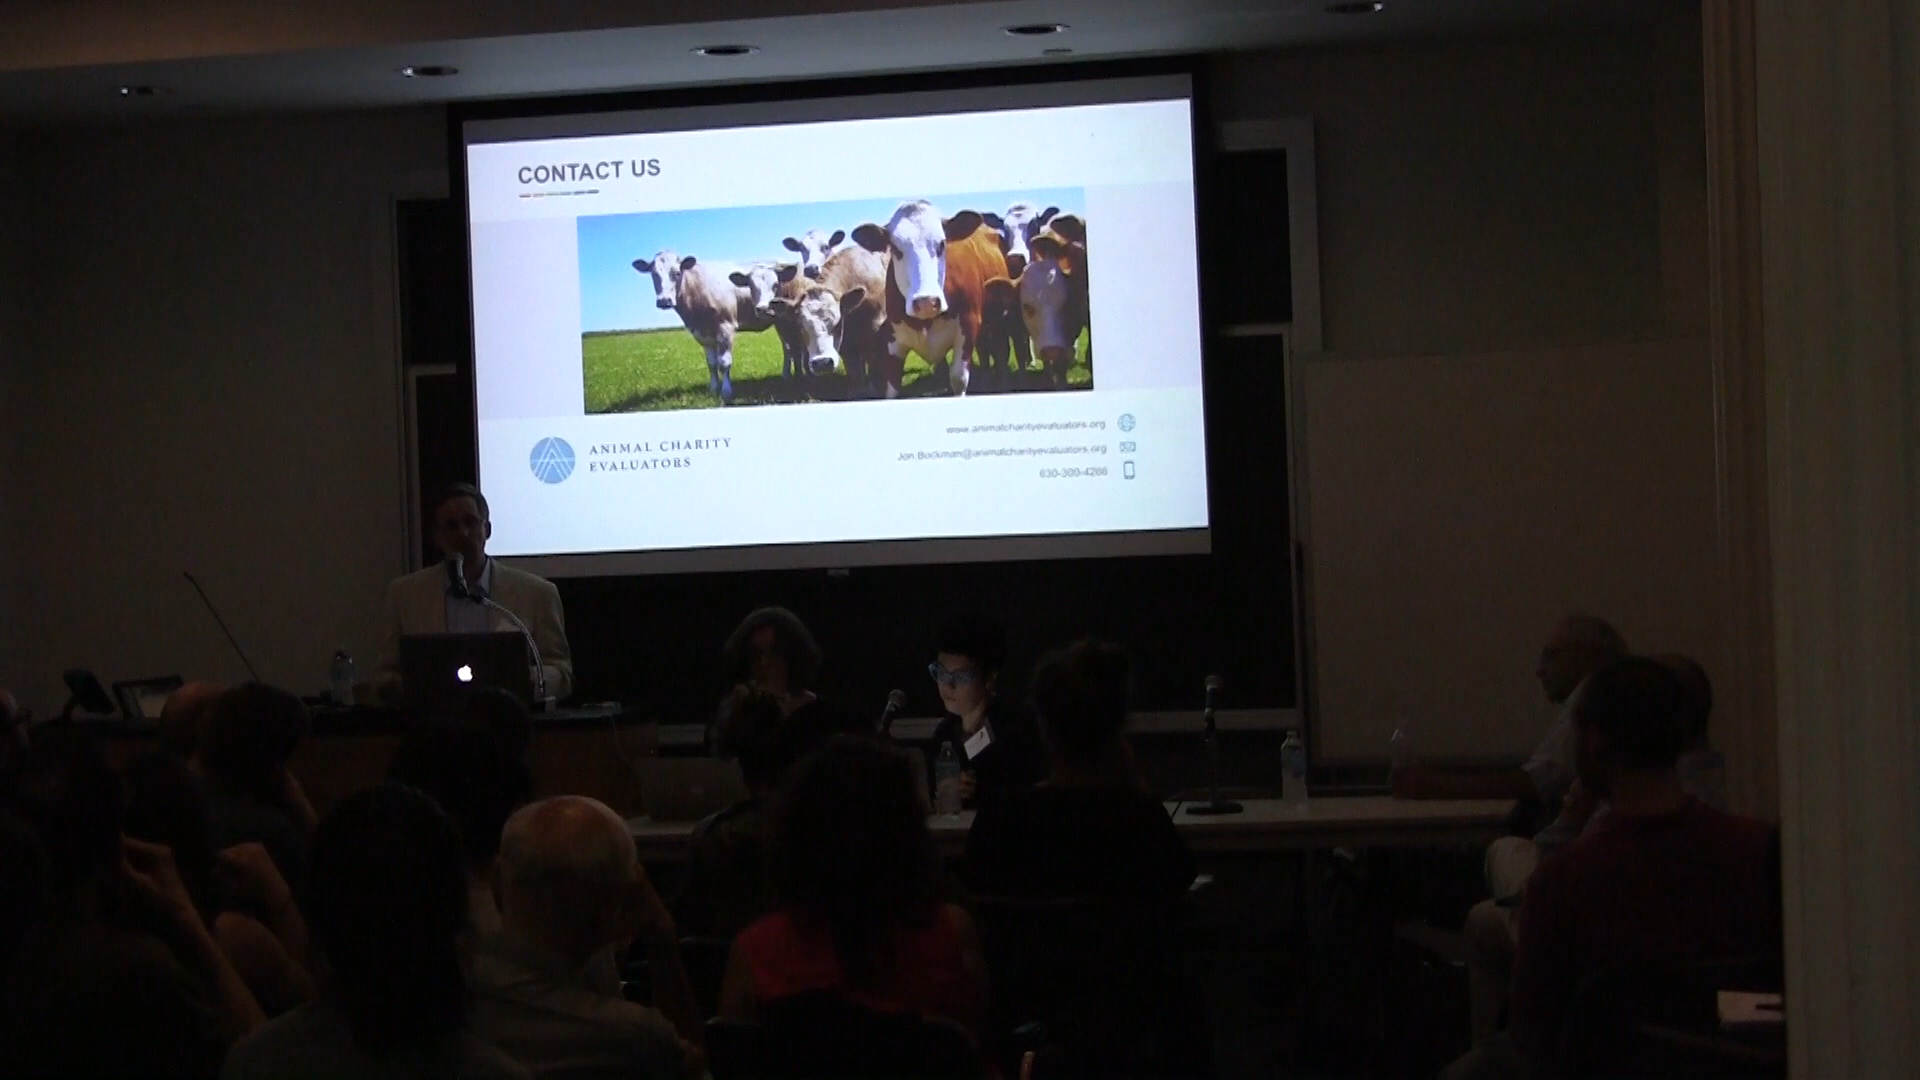 CONTACT US
ANIMAL CHARITY
EVALUATORS
www.animalcharityevaluators.org
Jon.Bockman@animalcharityevaluators.org
630-300-4266